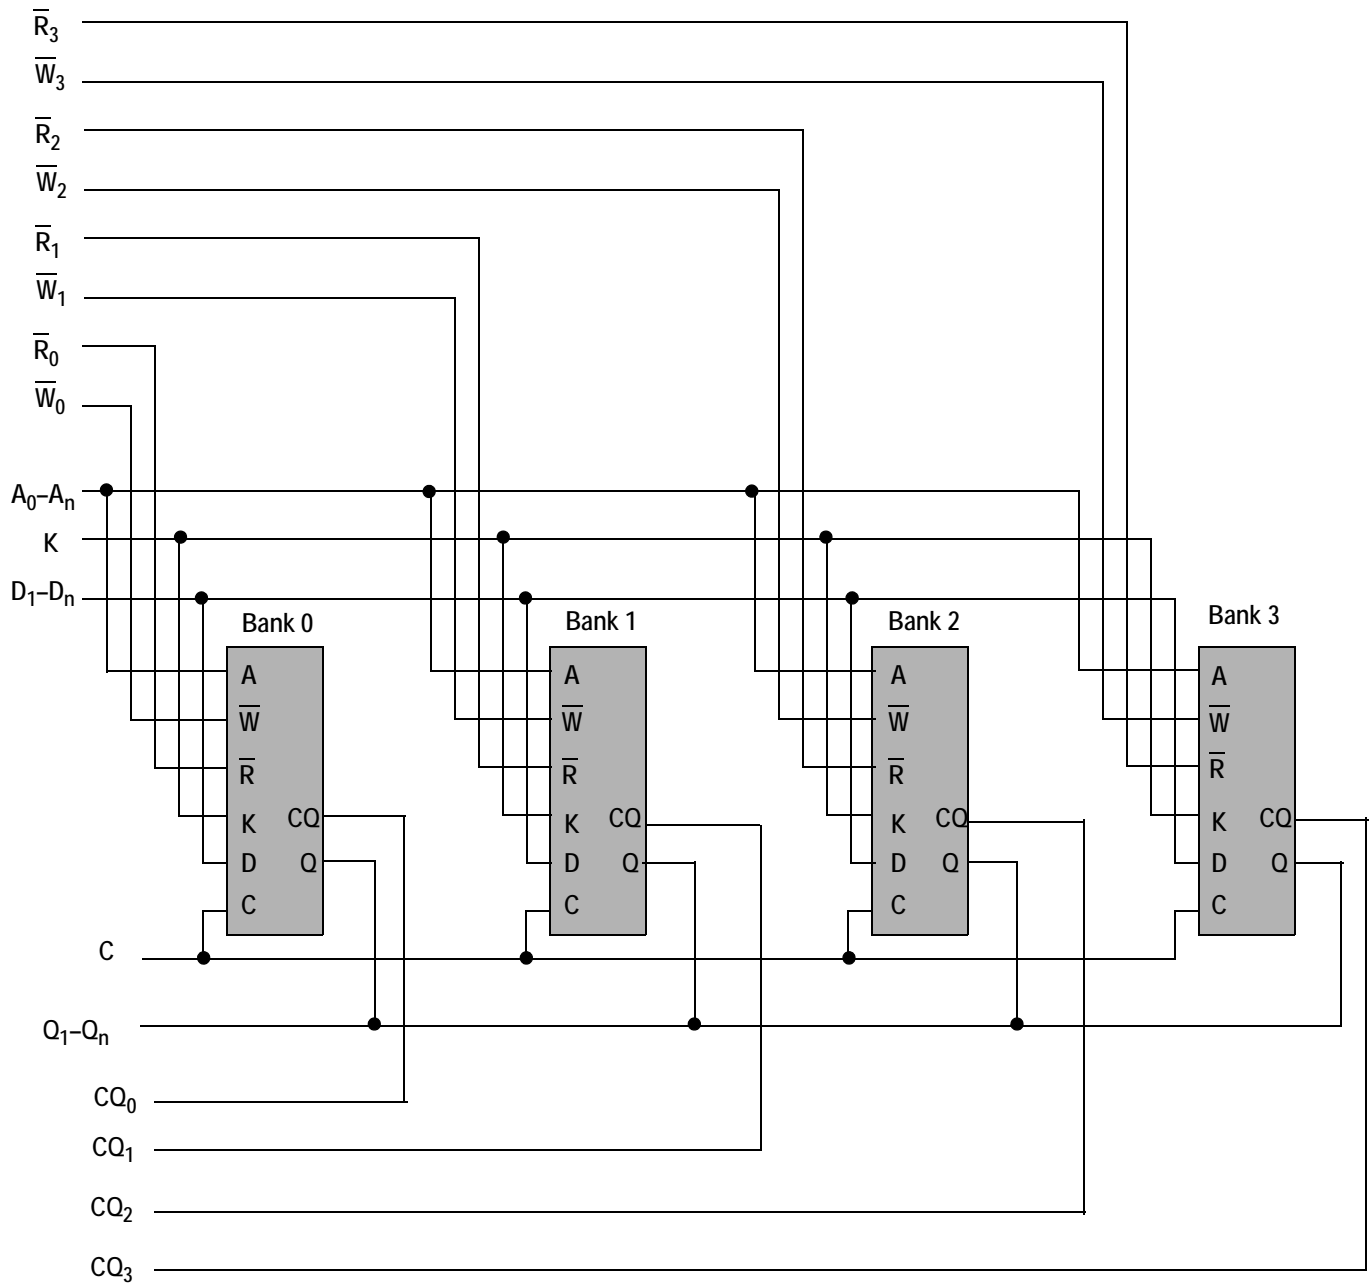 R̅₃
W̅₃
R̅₂
W̅₂
R̅₁
W̅₁
R̅₀
W̅₀
A₀–Aₙ
K
D₁–Dₙ
Bank 0
Bank 1
Bank 2
Bank 3
A
W̅
R̅
K
CQ
D
Q
C
A
W̅
R̅
K
CQ
D
Q
C
A
W̅
R̅
K
CQ
D
Q
C
A
W̅
R̅
K
CQ
D
Q
C
C
Q₁–Qₙ
CQ₀
CQ₁
CQ₂
CQ₃